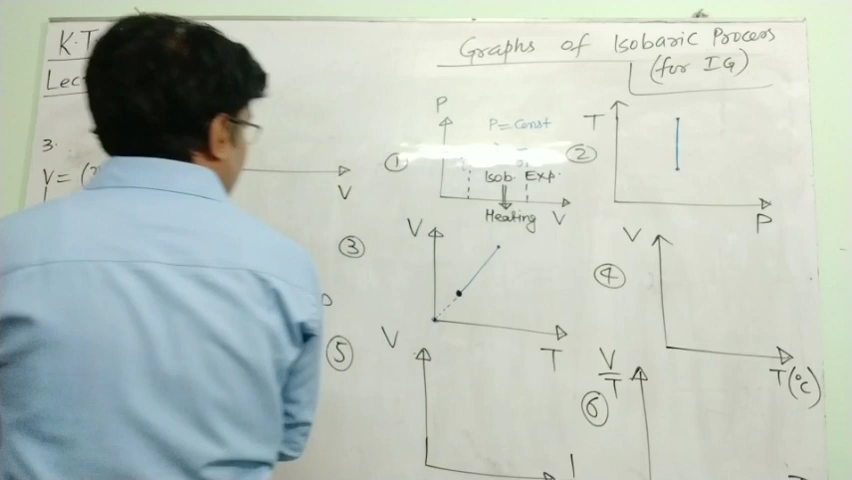 K.T
Lec
Graphs of Isobaric Process
(for IG)
3.
V = (
V
①
P
P = Const
Isob. Exp.
Heating
V
②
T
P
③
V
T
④
V
T(°C)
⑤
V
⑥
V/T